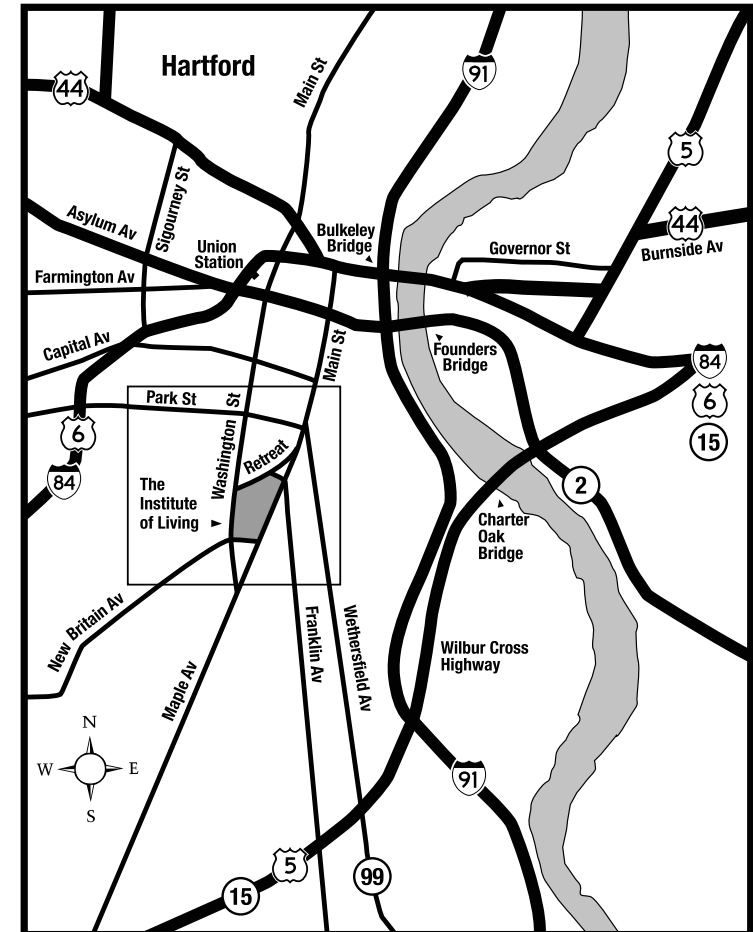 Hartford
Main St
91
44
5
Sigourney St
Asylum Av
Union
Station
Bulkeley
Bridge
Governor St
44
Burnside Av
Farmington Av
Capital Av
Main St
Founders
Bridge
84
6
15
Park St
Washington St
Retreat
6
84
The
Institute
of Living
2
Charter
Oak
Bridge
New Britain Av
Maple Av
Franklin Av
Wethersfield Av
Wilbur Cross
Highway
N
W
E
S
91
5
15
99